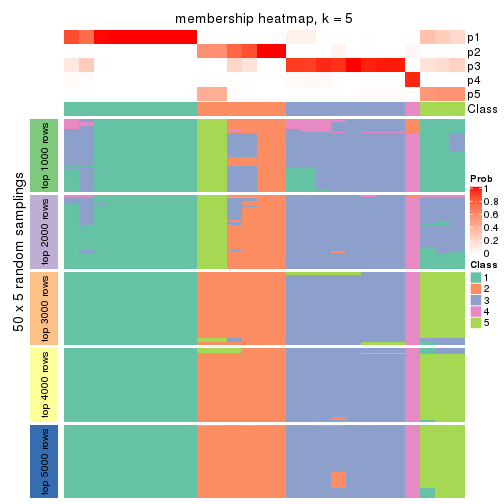 membership heatmap, k = 5
p1
p2
p3
p4
p5
Class
50 x 5 random samplings
top 1000 rows
top 2000 rows
top 3000 rows
top 4000 rows
top 5000 rows
Prob
1
0.8
0.6
0.4
0.2
0
Class
1
2
3
4
5